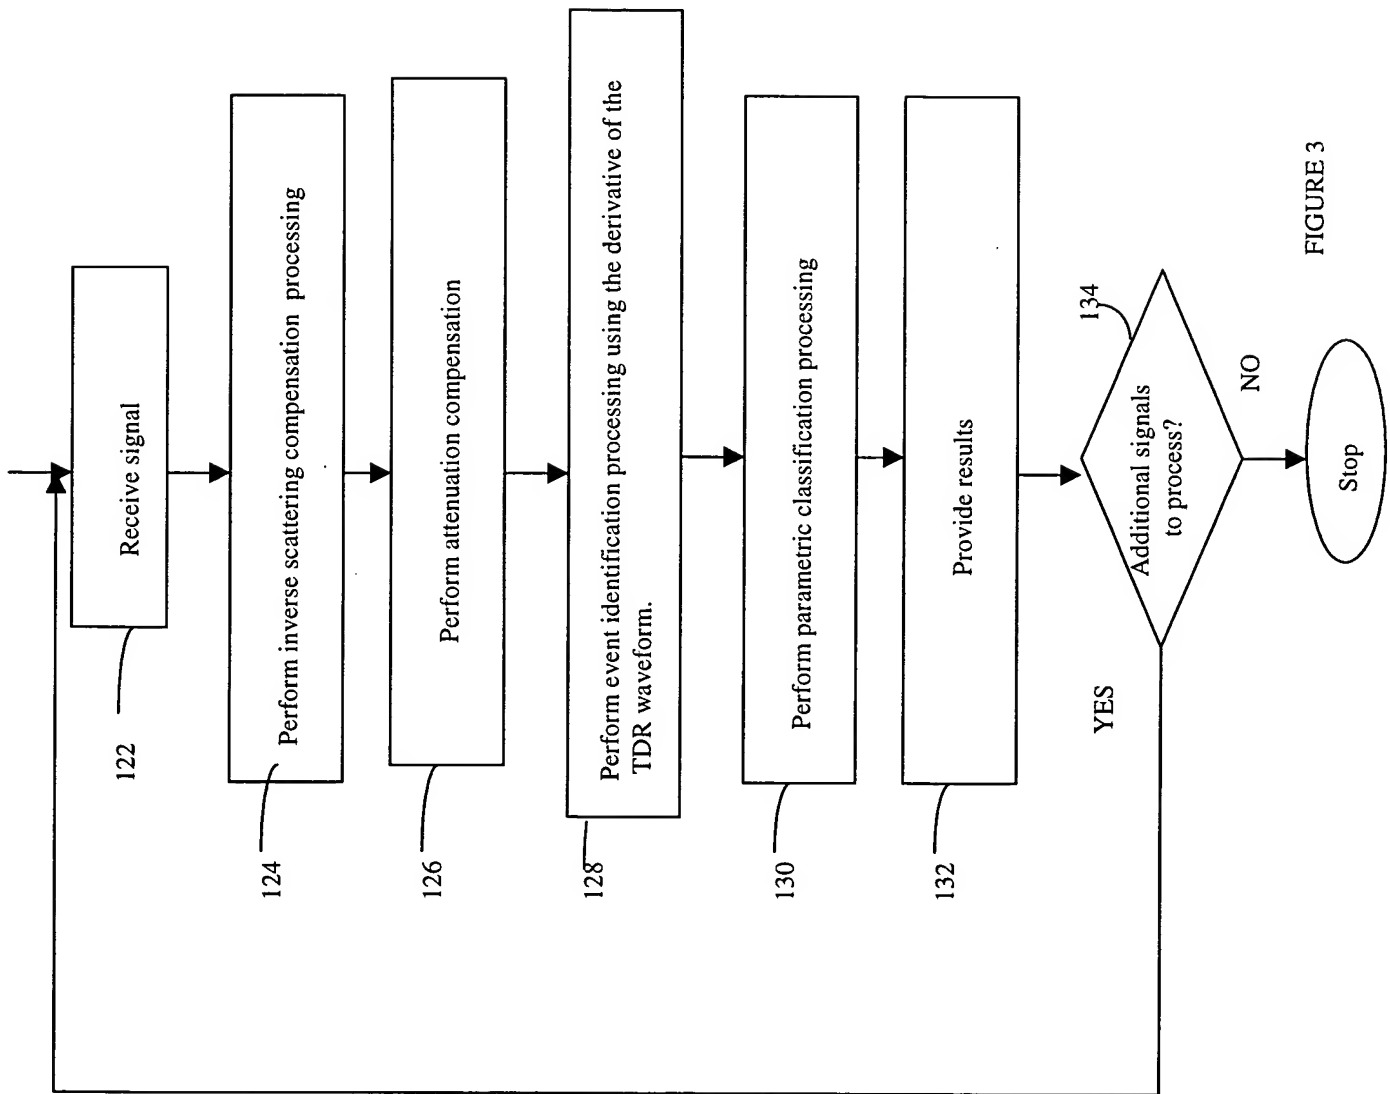 122
Receive signal
124
Perform inverse scattering compensation processing
126
Perform attenuation compensation
128
Perform event identification processing using the derivative of the
TDR waveform.
130
Perform parametric classification processing
132
Provide results
134
Additional signals
to process?
YES
NO
Stop
FIGURE 3